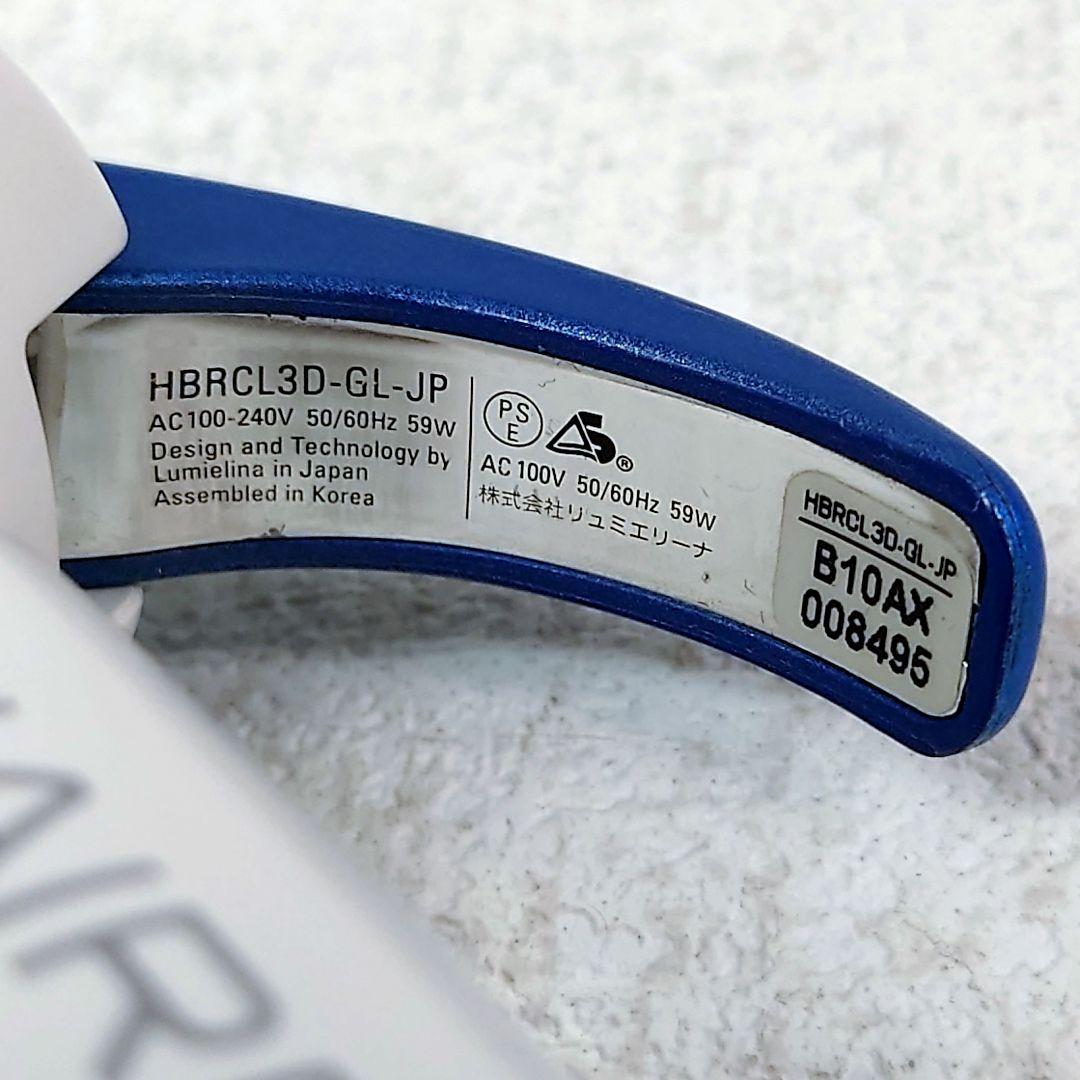 HBRCL3D-GL-JP
AC100-240V 50/60Hz 59W
Design and Technology by
Lumielina in Japan
Assembled in Korea
PS
E
®
AC100V 50/60Hz 59W
株式会社リュミエリーナ
HBRCL3D-GL-JP
B10AX
008495